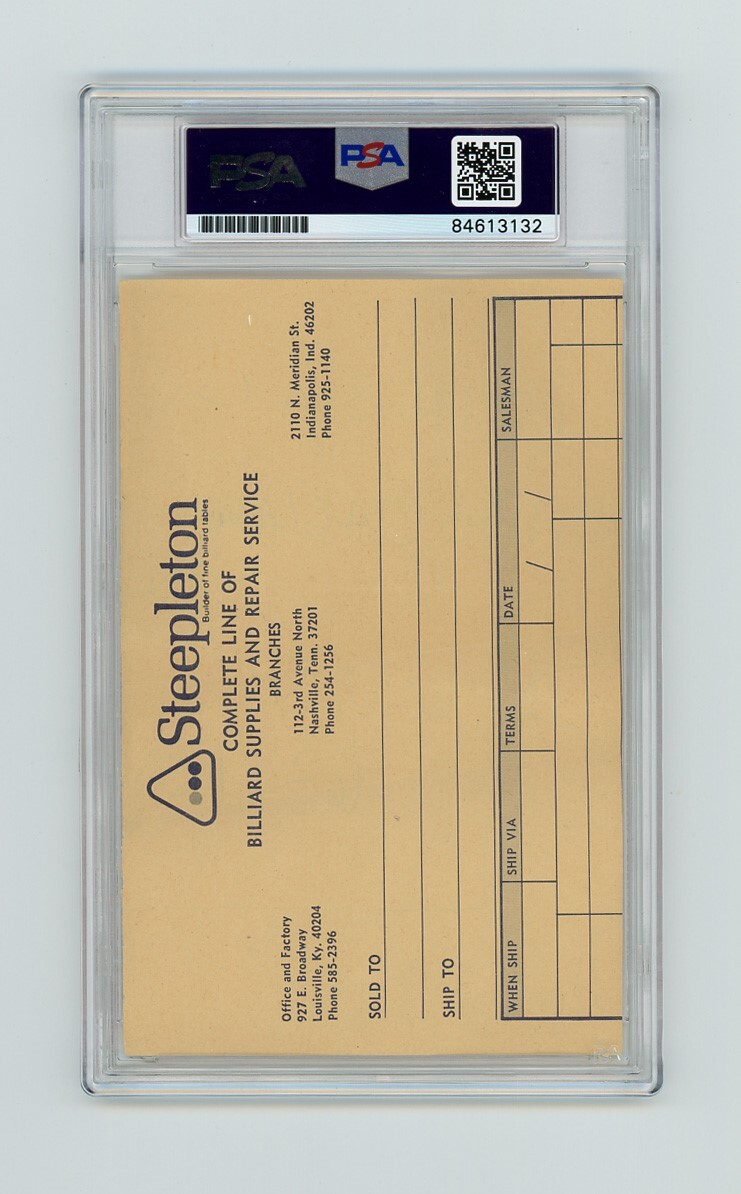 PSA
PSA
84613132
Steepleton
Builder of fine billiard tables
COMPLETE LINE OF
BILLIARD SUPPLIES AND REPAIR SERVICE
BRANCHES
Office and Factory
927 E. Broadway
Louisville, Ky. 40204
Phone 585-2396
112-3rd Avenue North
Nashville, Tenn. 37201
Phone 254-1256
2110 N. Meridian St.
Indianapolis, Ind. 46202
Phone 925-1140
SOLD TO
SHIP TO
WHEN SHIP SHIP VIA TERMS DATE SALESMAN
/ /